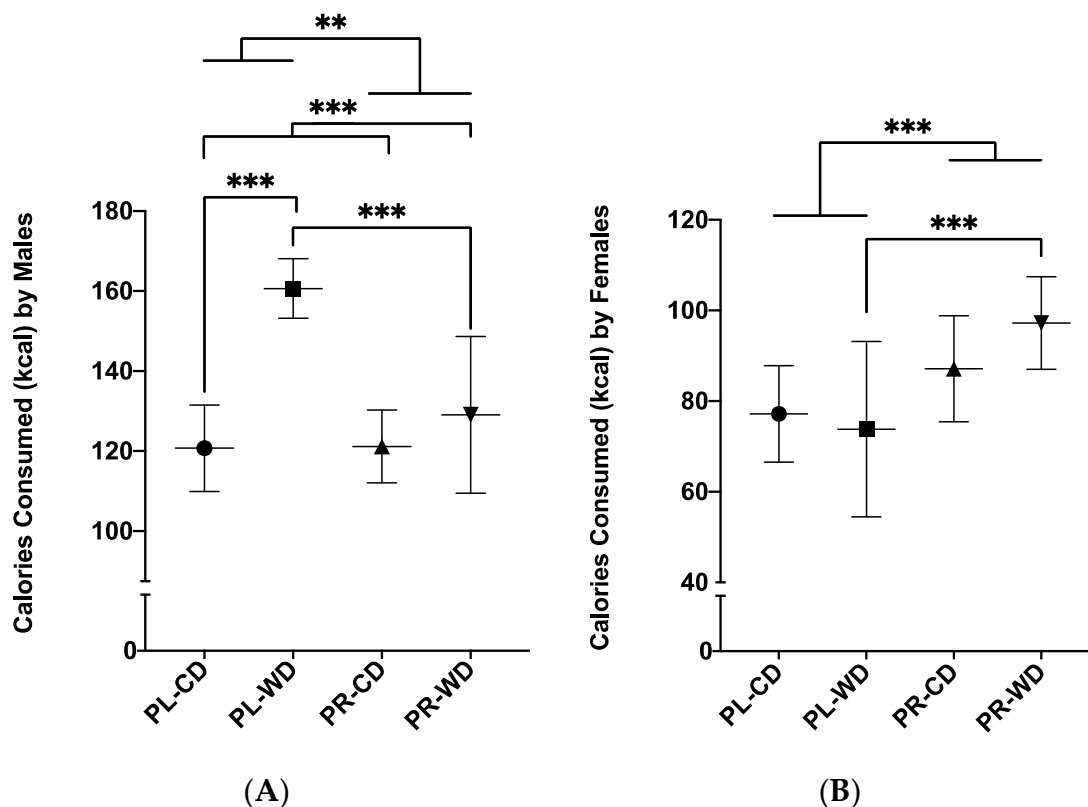 **
***
***
***
Calories Consumed (kcal) by Males
180
160
140
120
100
0
PL-CD
PL-WD
PR-CD
PR-WD
(A)
***
***
Calories Consumed (kcal) by Females
120
100
80
60
40
0
PL-CD
PL-WD
PR-CD
PR-WD
(B)